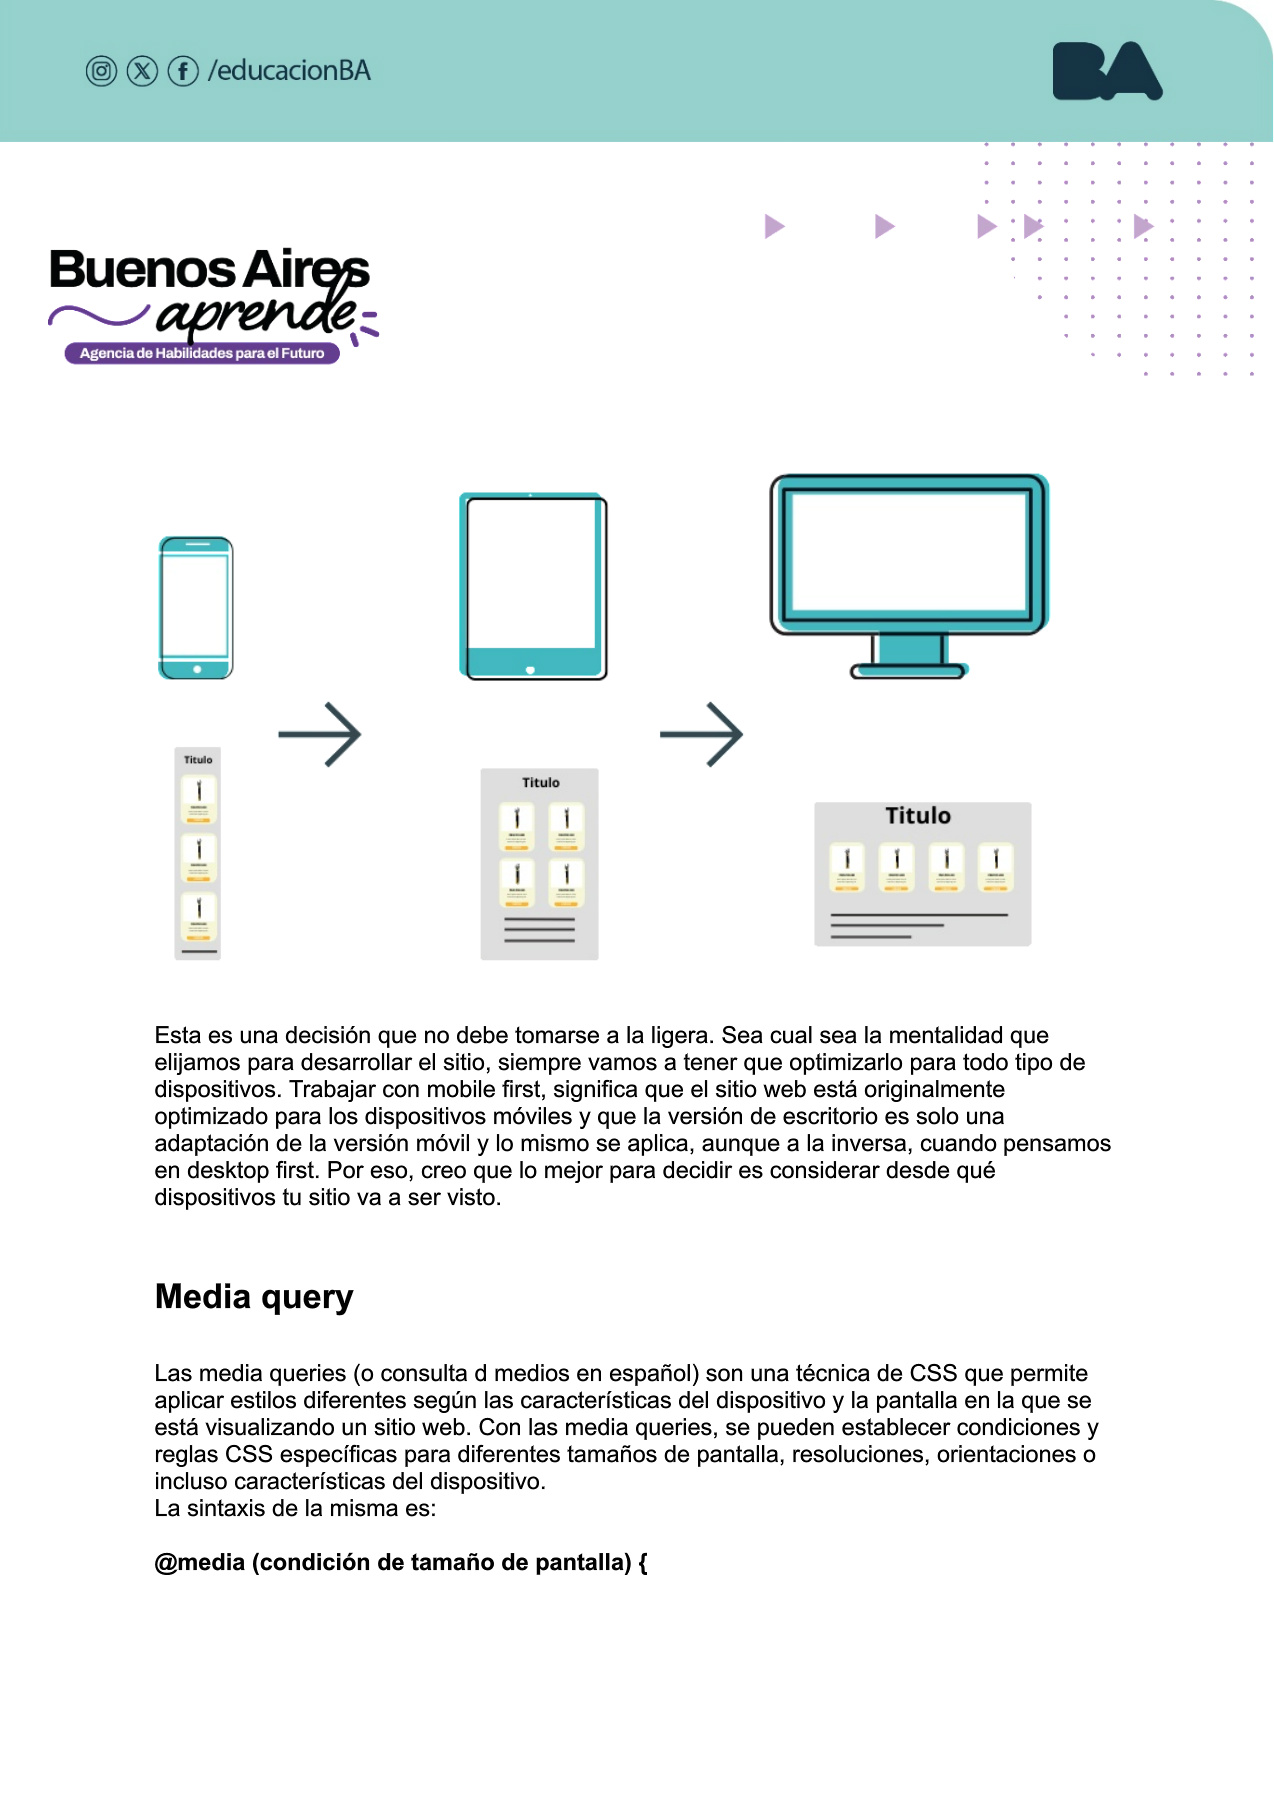 /educacionBA
BA
Buenos Aires
aprende
Agencia de Habilidades para el Futuro
Titulo
Titulo
Titulo
Esta es una decisión que no debe tomarse a la ligera. Sea cual sea la mentalidad que
elijamos para desarrollar el sitio, siempre vamos a tener que optimizarlo para todo tipo de
dispositivos. Trabajar con mobile first, significa que el sitio web está originalmente
optimizado para los dispositivos móviles y que la versión de escritorio es solo una
adaptación de la versión móvil y lo mismo se aplica, aunque a la inversa, cuando pensamos
en desktop first. Por eso, creo que lo mejor para decidir es considerar desde qué
dispositivos tu sitio va a ser visto.
Media query
Las media queries (o consulta d medios en español) son una técnica de CSS que permite
aplicar estilos diferentes según las características del dispositivo y la pantalla en la que se
está visualizando un sitio web. Con las media queries, se pueden establecer condiciones y
reglas CSS específicas para diferentes tamaños de pantalla, resoluciones, orientaciones o
incluso características del dispositivo.
La sintaxis de la misma es:
@media (condición de tamaño de pantalla) {